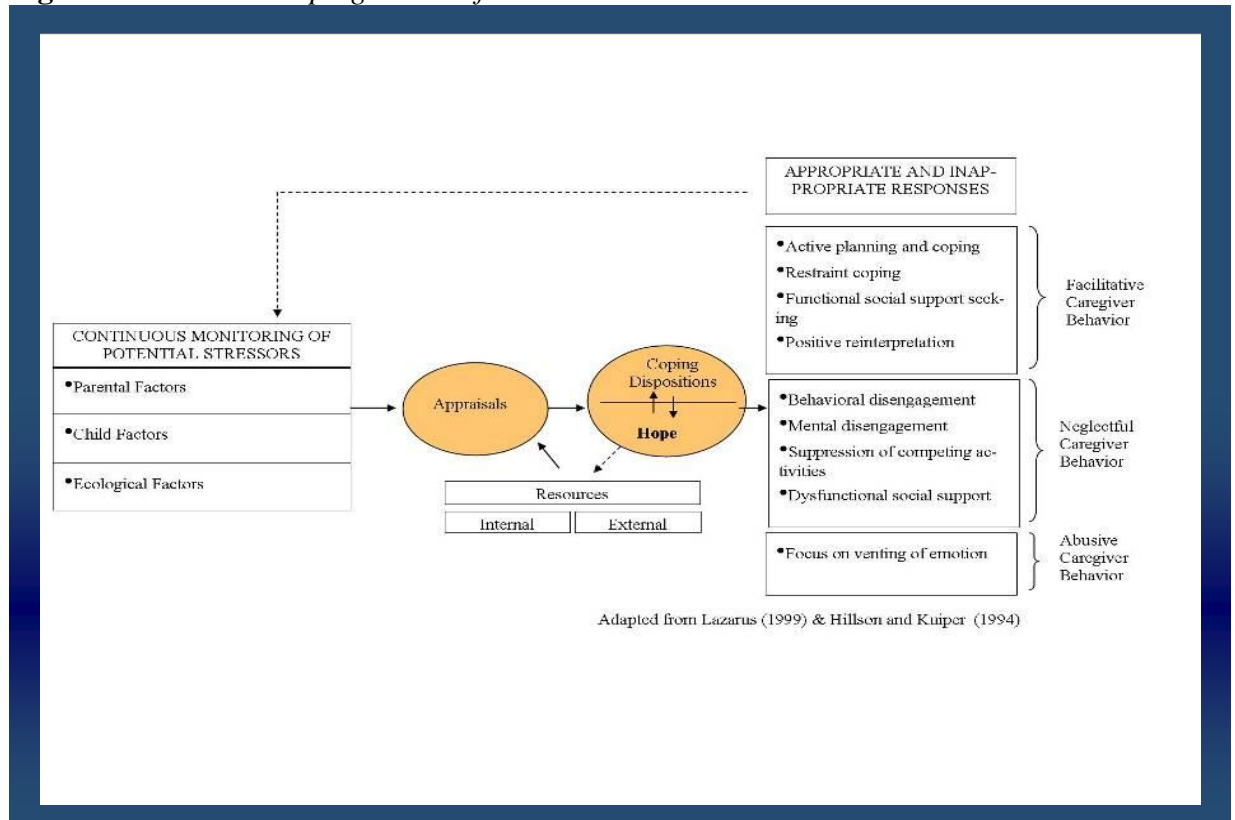 CONTINUOUS MONITORING OF
POTENTIAL STRESSORS
•Parental Factors
•Child Factors
•Ecological Factors
Appraisals
Coping
Dispositions
Hope
Resources
Internal
External
APPROPRIATE AND INAP-
PROPRIATE RESPONSES
•Active planning and coping
•Restraint coping
•Functional social support seek-
ing
•Positive reinterpretation
Facilitative
Caregiver
Behavior
•Behavioral disengagement
•Mental disengagement
•Suppression of competing ac-
tivities
•Dysfunctional social support
Neglectful
Caregiver
Behavior
•Focus on venting of emotion
Abusive
Caregiver
Behavior
Adapted from Lazarus (1999) & Hillson and Kuiper (1994)